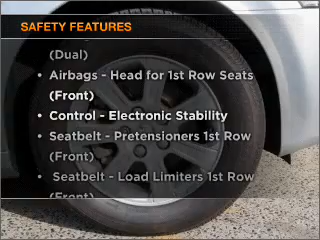 SAFETY FEATURES
(Dual)
• Airbags - Head for 1st Row Seats
(Front)
• Control - Electronic Stability
• Seatbelt - Pretensioners 1st Row
(Front)
• Seatbelt - Load Limiters 1st Row
(Front)